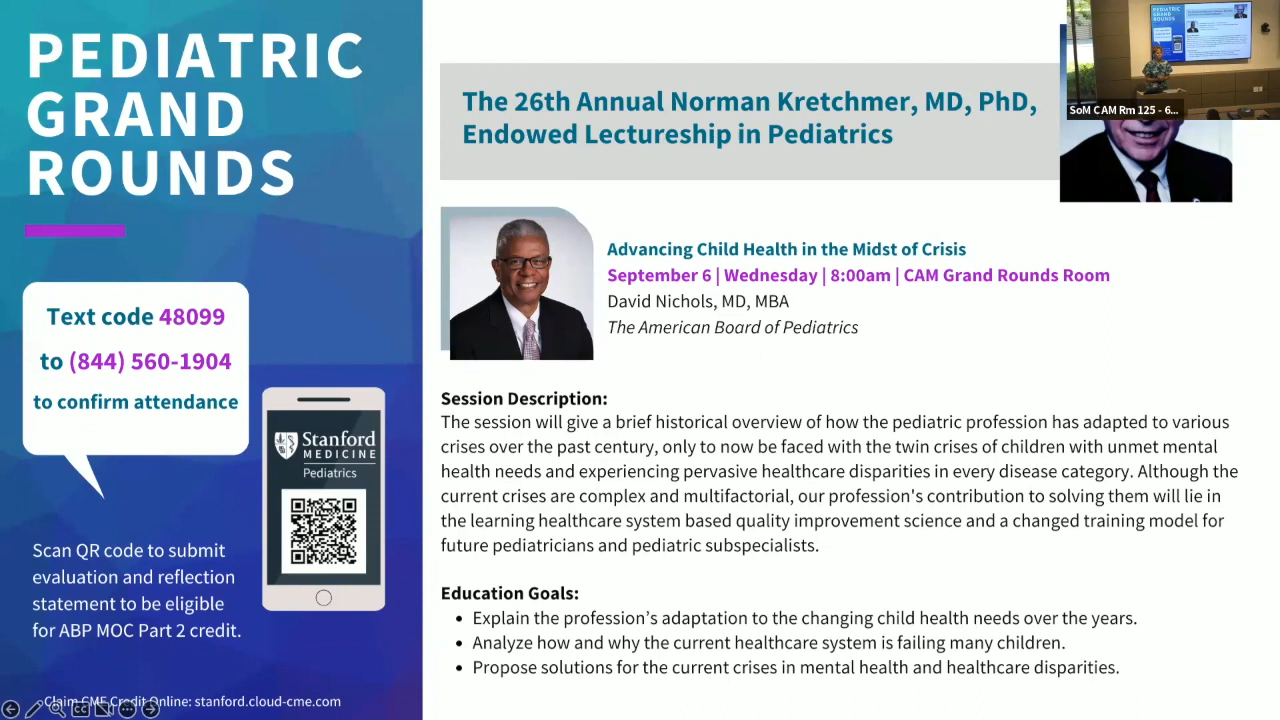 PEDIATRIC
GRAND
ROUNDS
Text code 48099
to (844) 560-1904
to confirm attendance
Stanford
MEDICINE
Pediatrics
Scan QR code to submit
evaluation and reflection
statement to be eligible
for ABP MOC Part 2 credit.
Claim CME Credit Online: stanford.cloud-cme.com
The 26th Annual Norman Kretchmer, MD, PhD,
Endowed Lectureship in Pediatrics
SoM CAM Rm 125 - 6...
Advancing Child Health in the Midst of Crisis
September 6 | Wednesday | 8:00am | CAM Grand Rounds Room
David Nichols, MD, MBA
The American Board of Pediatrics
Session Description:
The session will give a brief historical overview of how the pediatric profession has adapted to various
crises over the past century, only to now be faced with the twin crises of children with unmet mental
health needs and experiencing pervasive healthcare disparities in every disease category. Although the
current crises are complex and multifactorial, our profession's contribution to solving them will lie in
the learning healthcare system based quality improvement science and a changed training model for
future pediatricians and pediatric subspecialists.
Education Goals:
• Explain the profession's adaptation to the changing child health needs over the years.
• Analyze how and why the current healthcare system is failing many children.
• Propose solutions for the current crises in mental health and healthcare disparities.